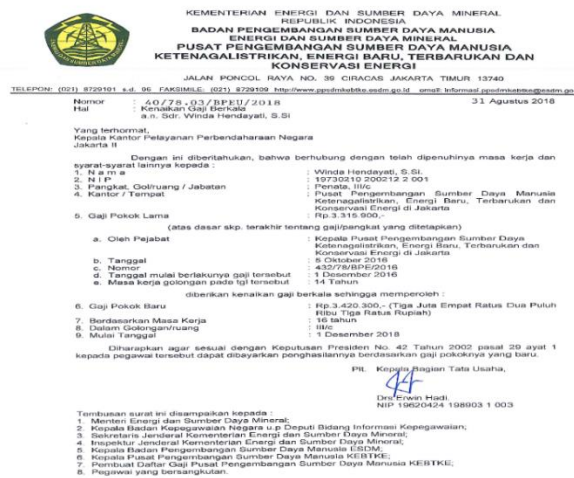 KEMENTERIAN ENERGI DAN SUMBER DAYA MINERAL
REPUBLIK INDONESIA
BADAN PENGEMBANGAN SUMBER DAYA MANUSIA
ENERGI DAN SUMBER DAYA MINERAL
PUSAT PENGEMBANGAN SUMBER DAYA MANUSIA
KETENAGALISTRIKAN, ENERGI BARU, TERBARUKAN DAN
KONSERVASI ENERGI
JALAN PONCOL RAYA NO. 39 CIRACAS JAKARTA TIMUR 13740
TELEPON: (021) 8729101 s.d. 96 FAKSIMILE: (021) 8729109 http://www.ppsdmkebtke.esdm.go.id email:
Nomor : 40/78.03/BPEU/2018 31 Agustus 2018
Hal : Kenaikan Gaji Berkala
a.n. Sdr. Winda Hendayati, S.Si
Yang terhormat,
Kepala Kantor Pelayanan Perbendaharaan Negara
Jakarta II
Dengan ini diberitahukan, bahwa berhubung dengan telah dipenuhinya masa kerja dan
syarat-syarat lainnya kepada :
1. N a m a : Winda Hendayati, S.Si.
2. N I P : 19730210 200212 2 001
3. Pangkat, Gol/ruang / Jabatan : Penata, III/c
4. Kantor / Tempat : Pusat Pengembangan Sumber Daya Manusia
Ketenagalistrikan, Energi Baru, Terbarukan dan
Konservasi Energi di Jakarta
5. Gaji Pokok Lama : Rp.3.315.900,-
(atas dasar skp. terakhir tentang gaji/pangkat yang ditetapkan)
a. Oleh Pejabat : Kepala Pusat Pengembangan Sumber Daya
Ketenagalistrikan, Energi Baru, Terbarukan dan
Konservasi Energi di Jakarta
b. Tanggal : 5 Oktober 2016
c. Nomor : 432/78/BPE/2016
d. Tanggal mulai berlakunya gaji tersebut : 1 Desember 2016
e. Masa kerja golongan pada tgl tersebut : 14 Tahun
diberikan kenaikan gaji berkala sehingga memperoleh :
6. Gaji Pokok Baru : Rp.3.420.300,- (Tiga Juta Empat Ratus Dua Puluh
Ribu Tiga Ratus Rupiah)
7. Berdasarkan Masa Kerja : 16 tahun
8. Dalam Golongan/ruang : III/c
9. Mulai Tanggal : 1 Desember 2018
Diharapkan agar sesuai dengan Keputusan Presiden No. 42 Tahun 2002 pasal 29 ayat 1
kepada pegawai tersebut dapat dibayarkan penghasilannya berdasarkan gaji pokoknya yang baru.
Plt. Kepala Bagian Tata Usaha,
Drs Erwin Hadi,
NIP 19620424 198903 1 003
Tembusan surat ini disampaikan kepada :
1. Menteri Energi dan Sumber Daya Mineral;
2. Kepala Badan Kepegawaian Negara u.p Deputi Bidang Informasi Kepegawaian;
3. Sekretaris Jenderal Kementerian Energi dan Sumber Daya Mineral;
4. Inspektur Jenderal Kementerian Energi dan Sumber Daya Mineral;
5. Kepala Badan Pengembangan Sumber Daya Manusia ESDM;
6. Kepala Pusat Pengembangan Sumber Daya Manusia KEBTKE;
7. Pembuat Daftar Gaji Pusat Pengembangan Sumber Daya Manusia KEBTKE;
8. Pegawai yang bersangkutan.